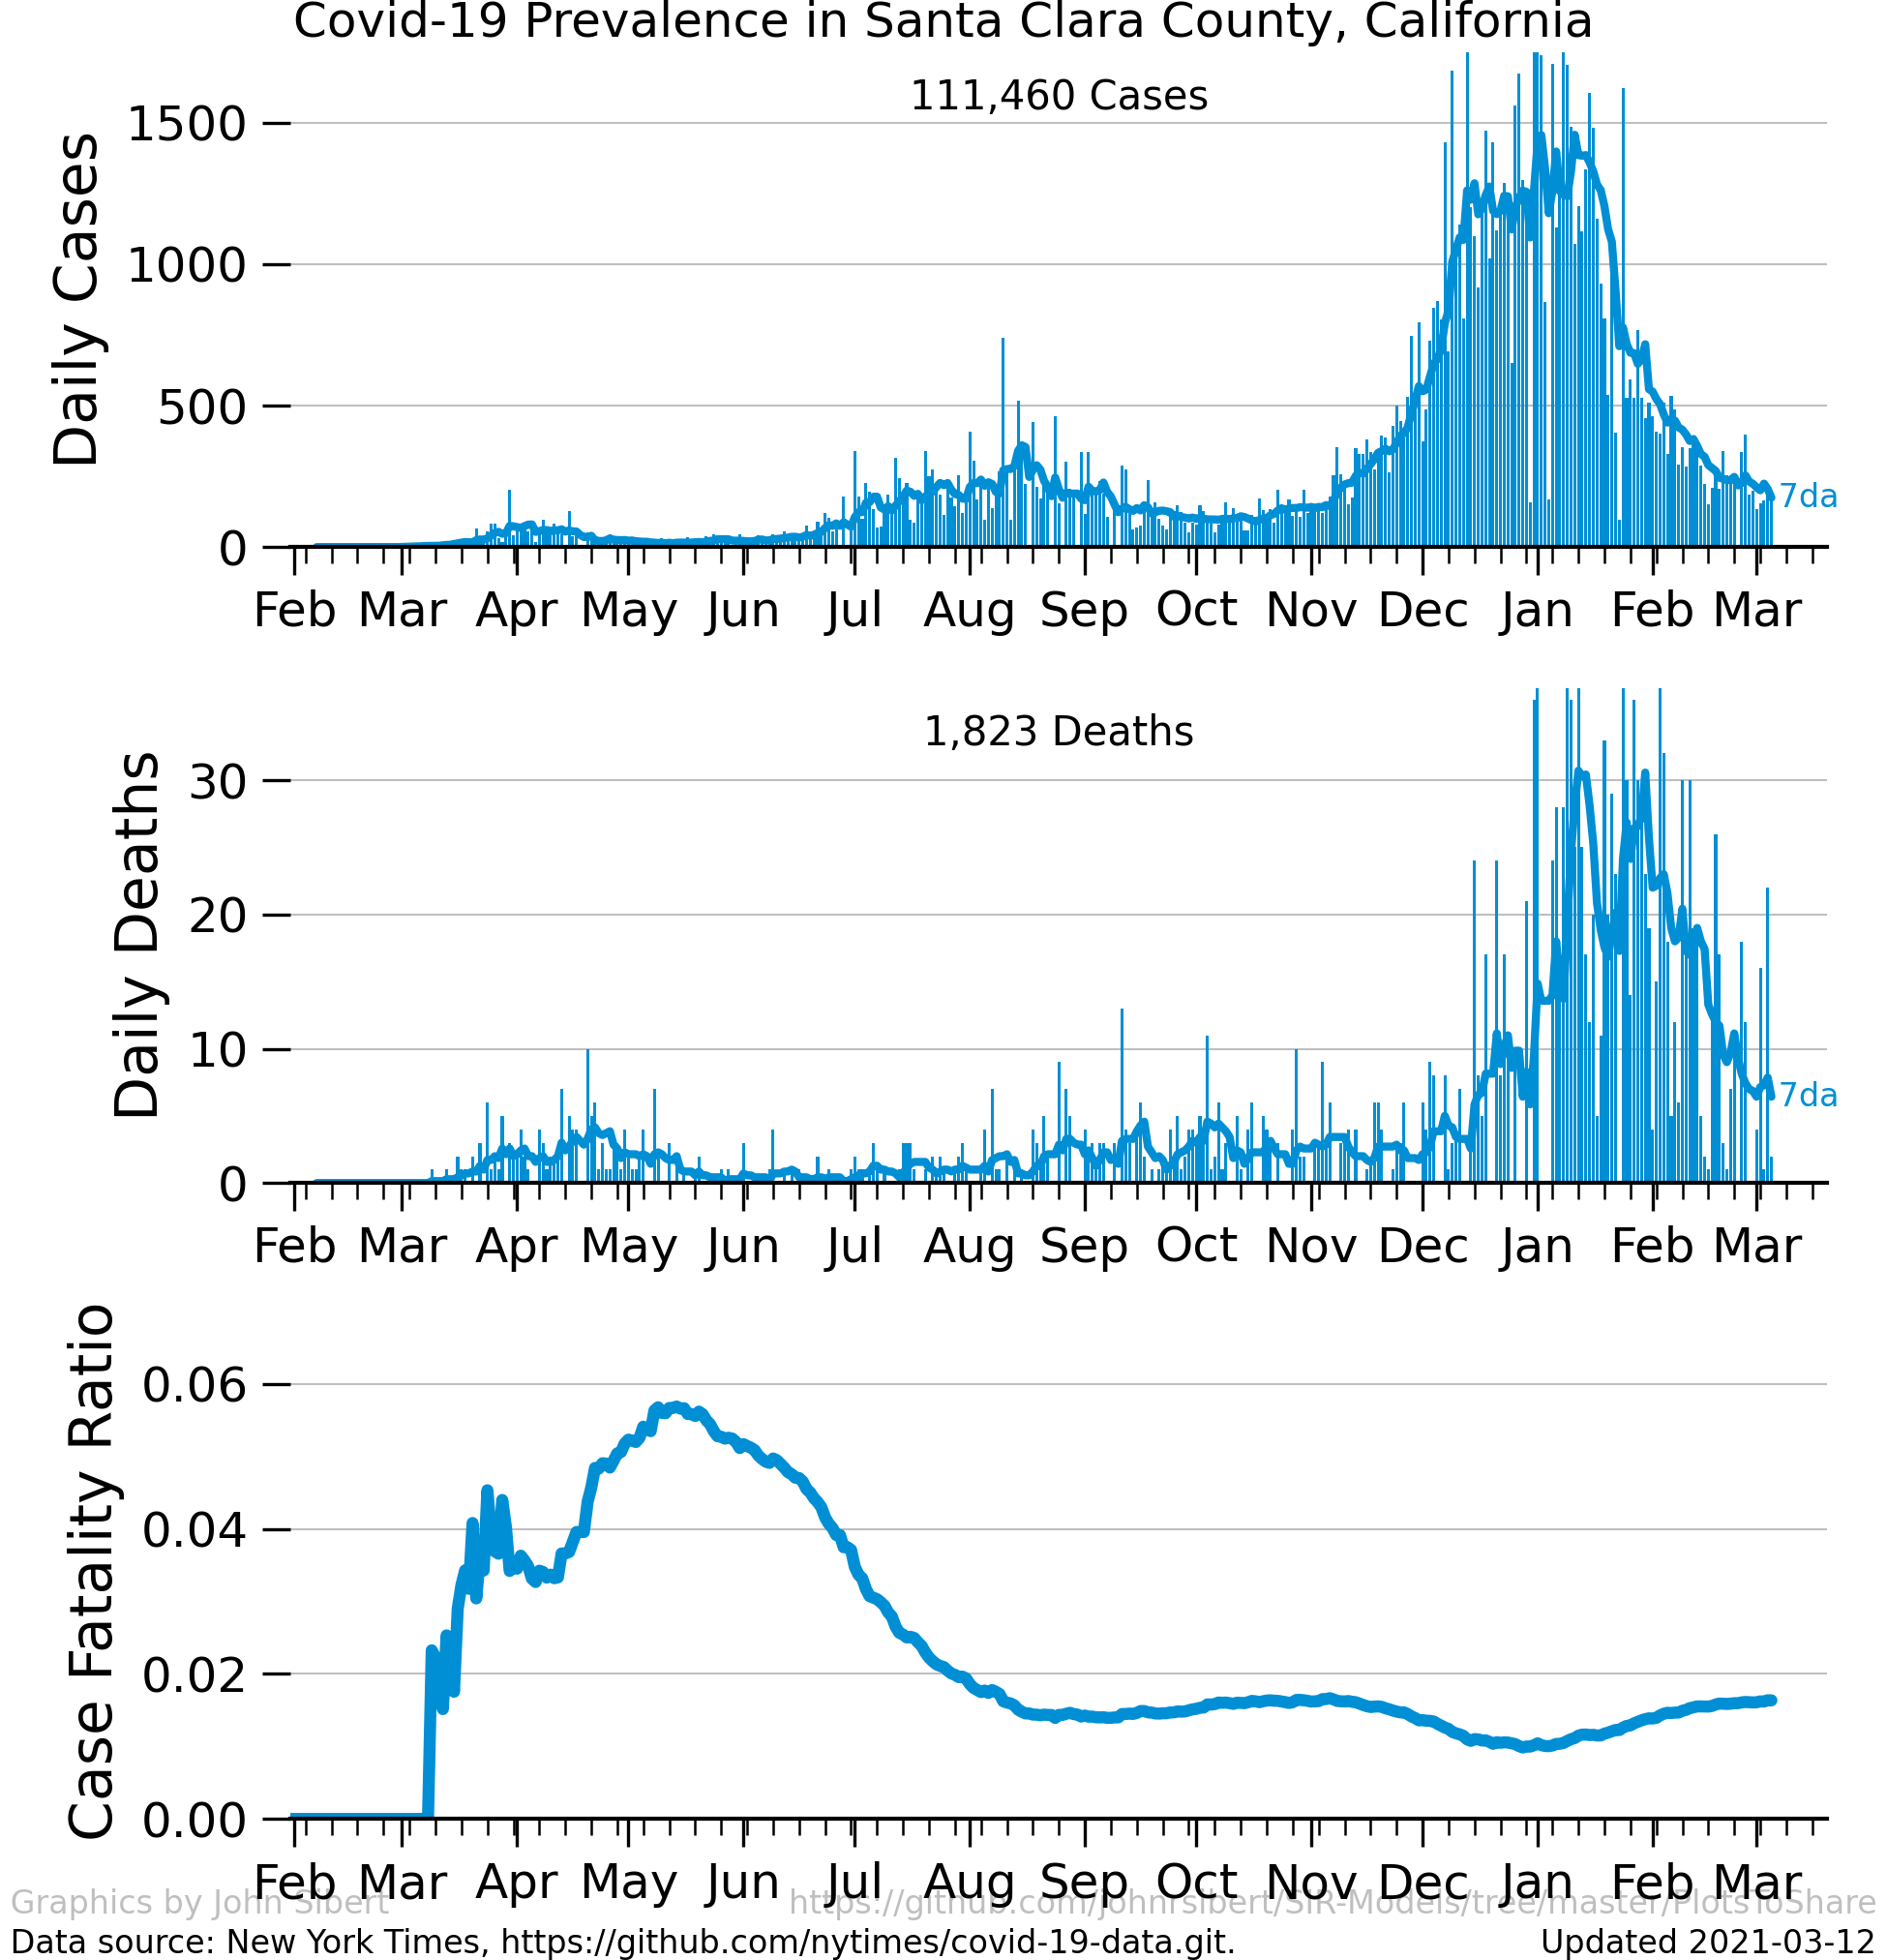 Covid-19 Prevalence in Santa Clara County, California
111,460 Cases
Daily Cases
1500
1000
500
0
7da
Feb Mar Apr May Jun Jul Aug Sep Oct Nov Dec Jan Feb Mar
1,823 Deaths
Daily Deaths
30
20
10
0
7da
Feb Mar Apr May Jun Jul Aug Sep Oct Nov Dec Jan Feb Mar
Case Fatality Ratio
0.06
0.04
0.02
0.00
Feb Mar Apr May Jun Jul Aug Sep Oct Nov Dec Jan Feb Mar
Graphics by John Sibert https://github.com/johnrsibert/SIR-Models/tree/master/PlotsToShare
Data source: New York Times, https://github.com/nytimes/covid-19-data.git. Updated 2021-03-12